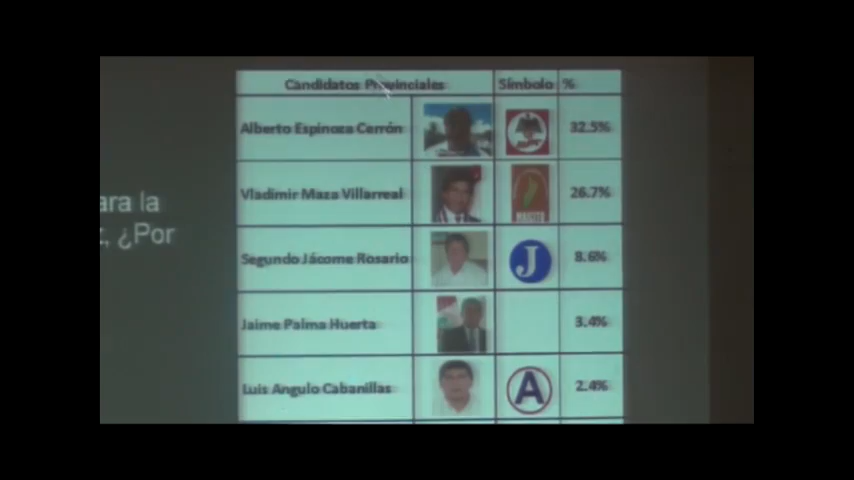 Candidatos Provinciales Símbolo %
Alberto Espinoza Cerrón 32.5%
Vladimir Maza Villarreal 26.7%
ara la
, ¿Por
Segundo Jácome Rosario J 8.6%
Jaime Palma Huerta 3.4%
Luis Angulo Cabanillas A 2.4%